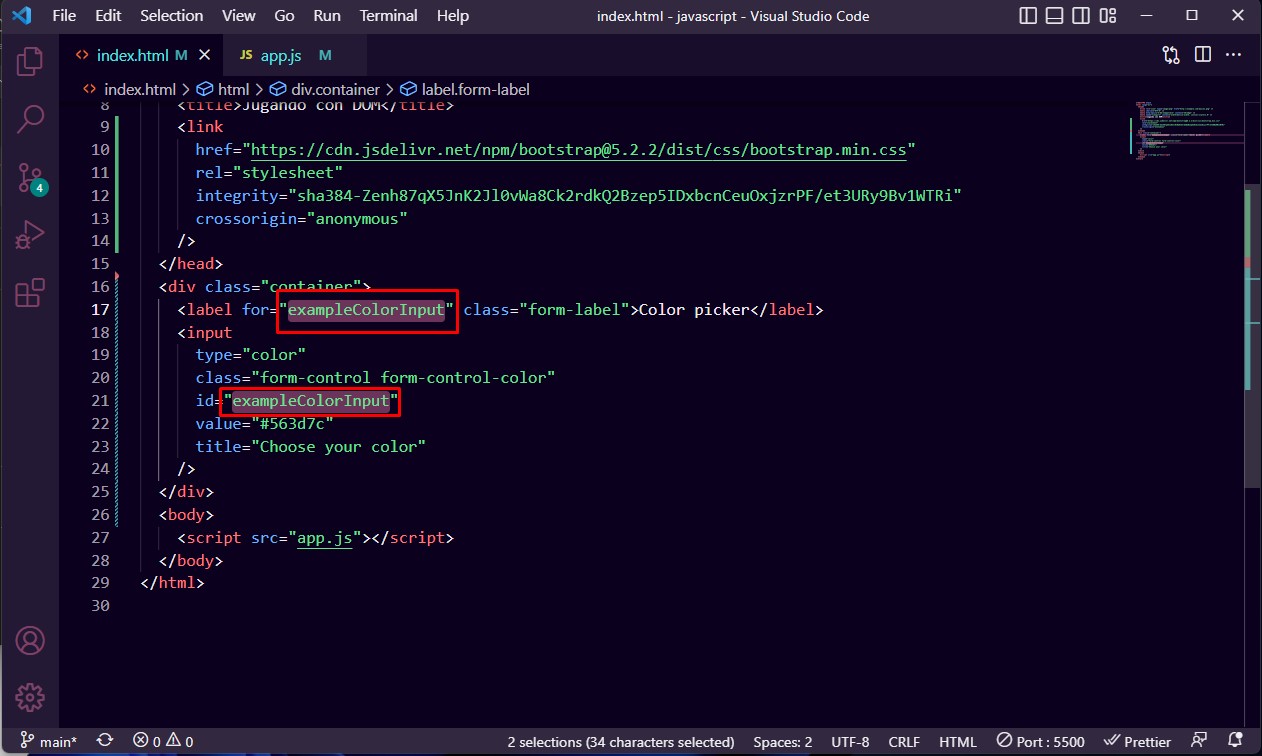 File Edit Selection View Go Run Terminal Help index.html - javascript - Visual Studio Code
<> index.html M JS app.js M
<> index.html > html > div.container > label.form-label
8 <title>Jugando con DOM</title>
9 <link
10 href="https://cdn.jsdelivr.net/npm/bootstrap@5.2.2/dist/css/bootstrap.min.css"
11 rel="stylesheet"
12 integrity="sha384-Zenh87qX5JnK2Jl0vWa8Ck2rdkQ2Bzep5IDxbcnCeuOxjzrPF/et3URy9Bv1WTRi"
13 crossorigin="anonymous"
14 />
15 </head>
16 <div class="container">
17 <label for="exampleColorInput" class="form-label">Color picker</label>
18 <input
19 type="color"
20 class="form-control form-control-color"
21 id="exampleColorInput"
22 value="#563d7c"
23 title="Choose your color"
24 />
25 </div>
26 <body>
27 <script src="app.js"></script>
28 </body>
29 </html>
30
4
main* 0 0 2 selections (34 characters selected) Spaces: 2 UTF-8 CRLF HTML Port : 5500 Prettier